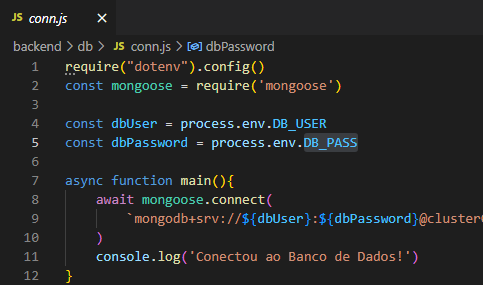 JS conn.js ×
backend > db > JS conn.js > dbPassword
1 require("dotenv").config()
2 const mongoose = require('mongoose')
3
4 const dbUser = process.env.DB_USER
5 const dbPassword = process.env.DB_PASS
6
7 async function main(){
8 await mongoose.connect(
9 `mongodb+srv://${dbUser}:${dbPassword}@cluster
10 )
11 console.log('Conectou ao Banco de Dados!')
12 }